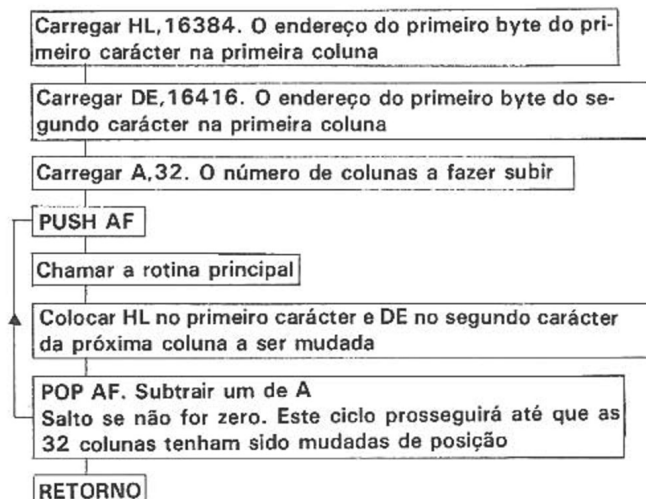 Carregar HL,16384. O endereço do primeiro byte do pri-
meiro carácter na primeira coluna
Carregar DE,16416. O endereço do primeiro byte do se-
gundo carácter na primeira coluna
Carregar A,32. O número de colunas a fazer subir
PUSH AF
Chamar a rotina principal
Colocar HL no primeiro carácter e DE no segundo carácter
da próxima coluna a ser mudada
POP AF. Subtrair um de A
Salto se não for zero. Este ciclo prosseguirá até que as
32 colunas tenham sido mudadas de posição
RETORNO